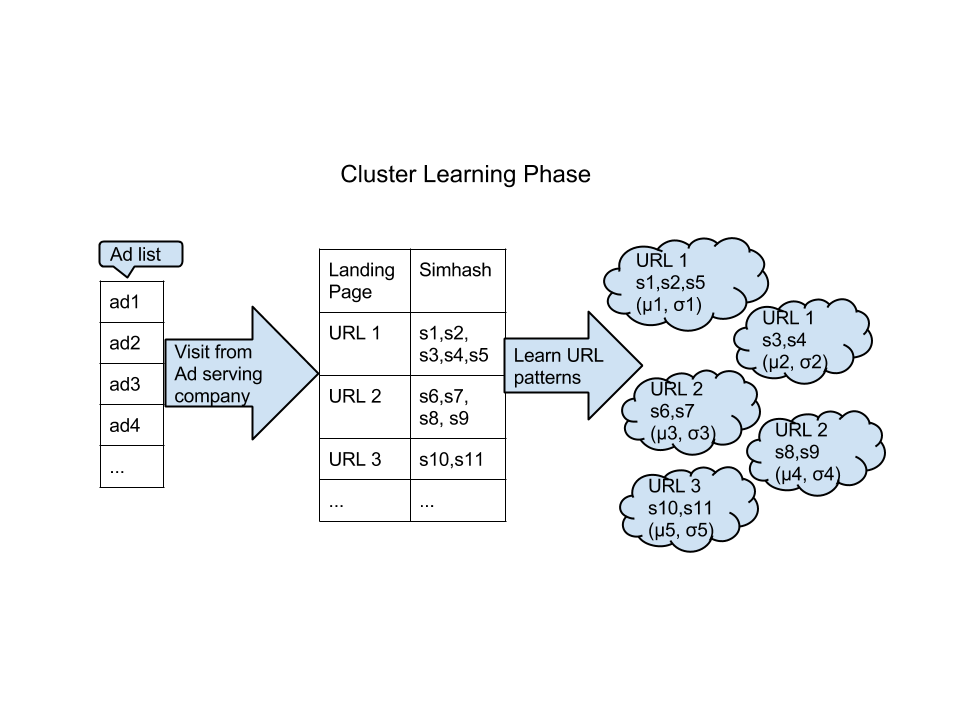 Cluster Learning Phase
Ad list
ad1
ad2
ad3
ad4
...
Visit from
Ad serving
company
Landing
Page
Simhash
URL 1
s1,s2,
s3,s4,s5
URL 2
s6,s7,
s8, s9
URL 3
s10,s11
...
...
Learn URL
patterns
URL 1
s1,s2,s5
(μ1, σ1)
URL 1
s3,s4
(μ2, σ2)
URL 2
s6,s7
(μ3, σ3)
URL 2
s8,s9
(μ4, σ4)
URL 3
s10,s11
(μ5, σ5)